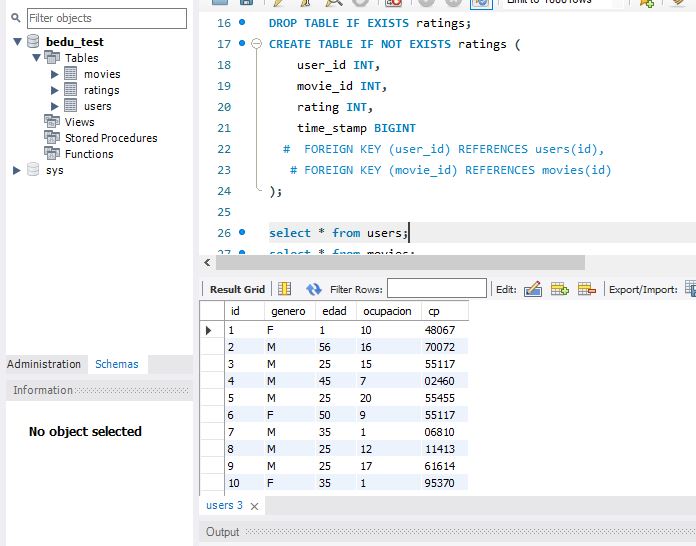 Limit to 1000 rows
Filter objects
bedu_test
Tables
movies
ratings
users
Views
Stored Procedures
Functions
sys
16 DROP TABLE IF EXISTS ratings;
17 CREATE TABLE IF NOT EXISTS ratings (
18 user_id INT,
19 movie_id INT,
20 rating INT,
21 time_stamp BIGINT
22 # FOREIGN KEY (user_id) REFERENCES users(id),
23 # FOREIGN KEY (movie_id) REFERENCES movies(id)
24 );
25
26 select * from users;
27 select * from movies;
Administration Schemas
Information
No object selected
Result Grid Filter Rows: Edit: Export/Import:
id genero edad ocupacion cp
1 F 1 10 48067
2 M 56 16 70072
3 M 25 15 55117
4 M 45 7 02460
5 M 25 20 55455
6 F 50 9 55117
7 M 35 1 06810
8 M 25 12 11413
9 M 25 17 61614
10 F 35 1 95370
users 3
Output